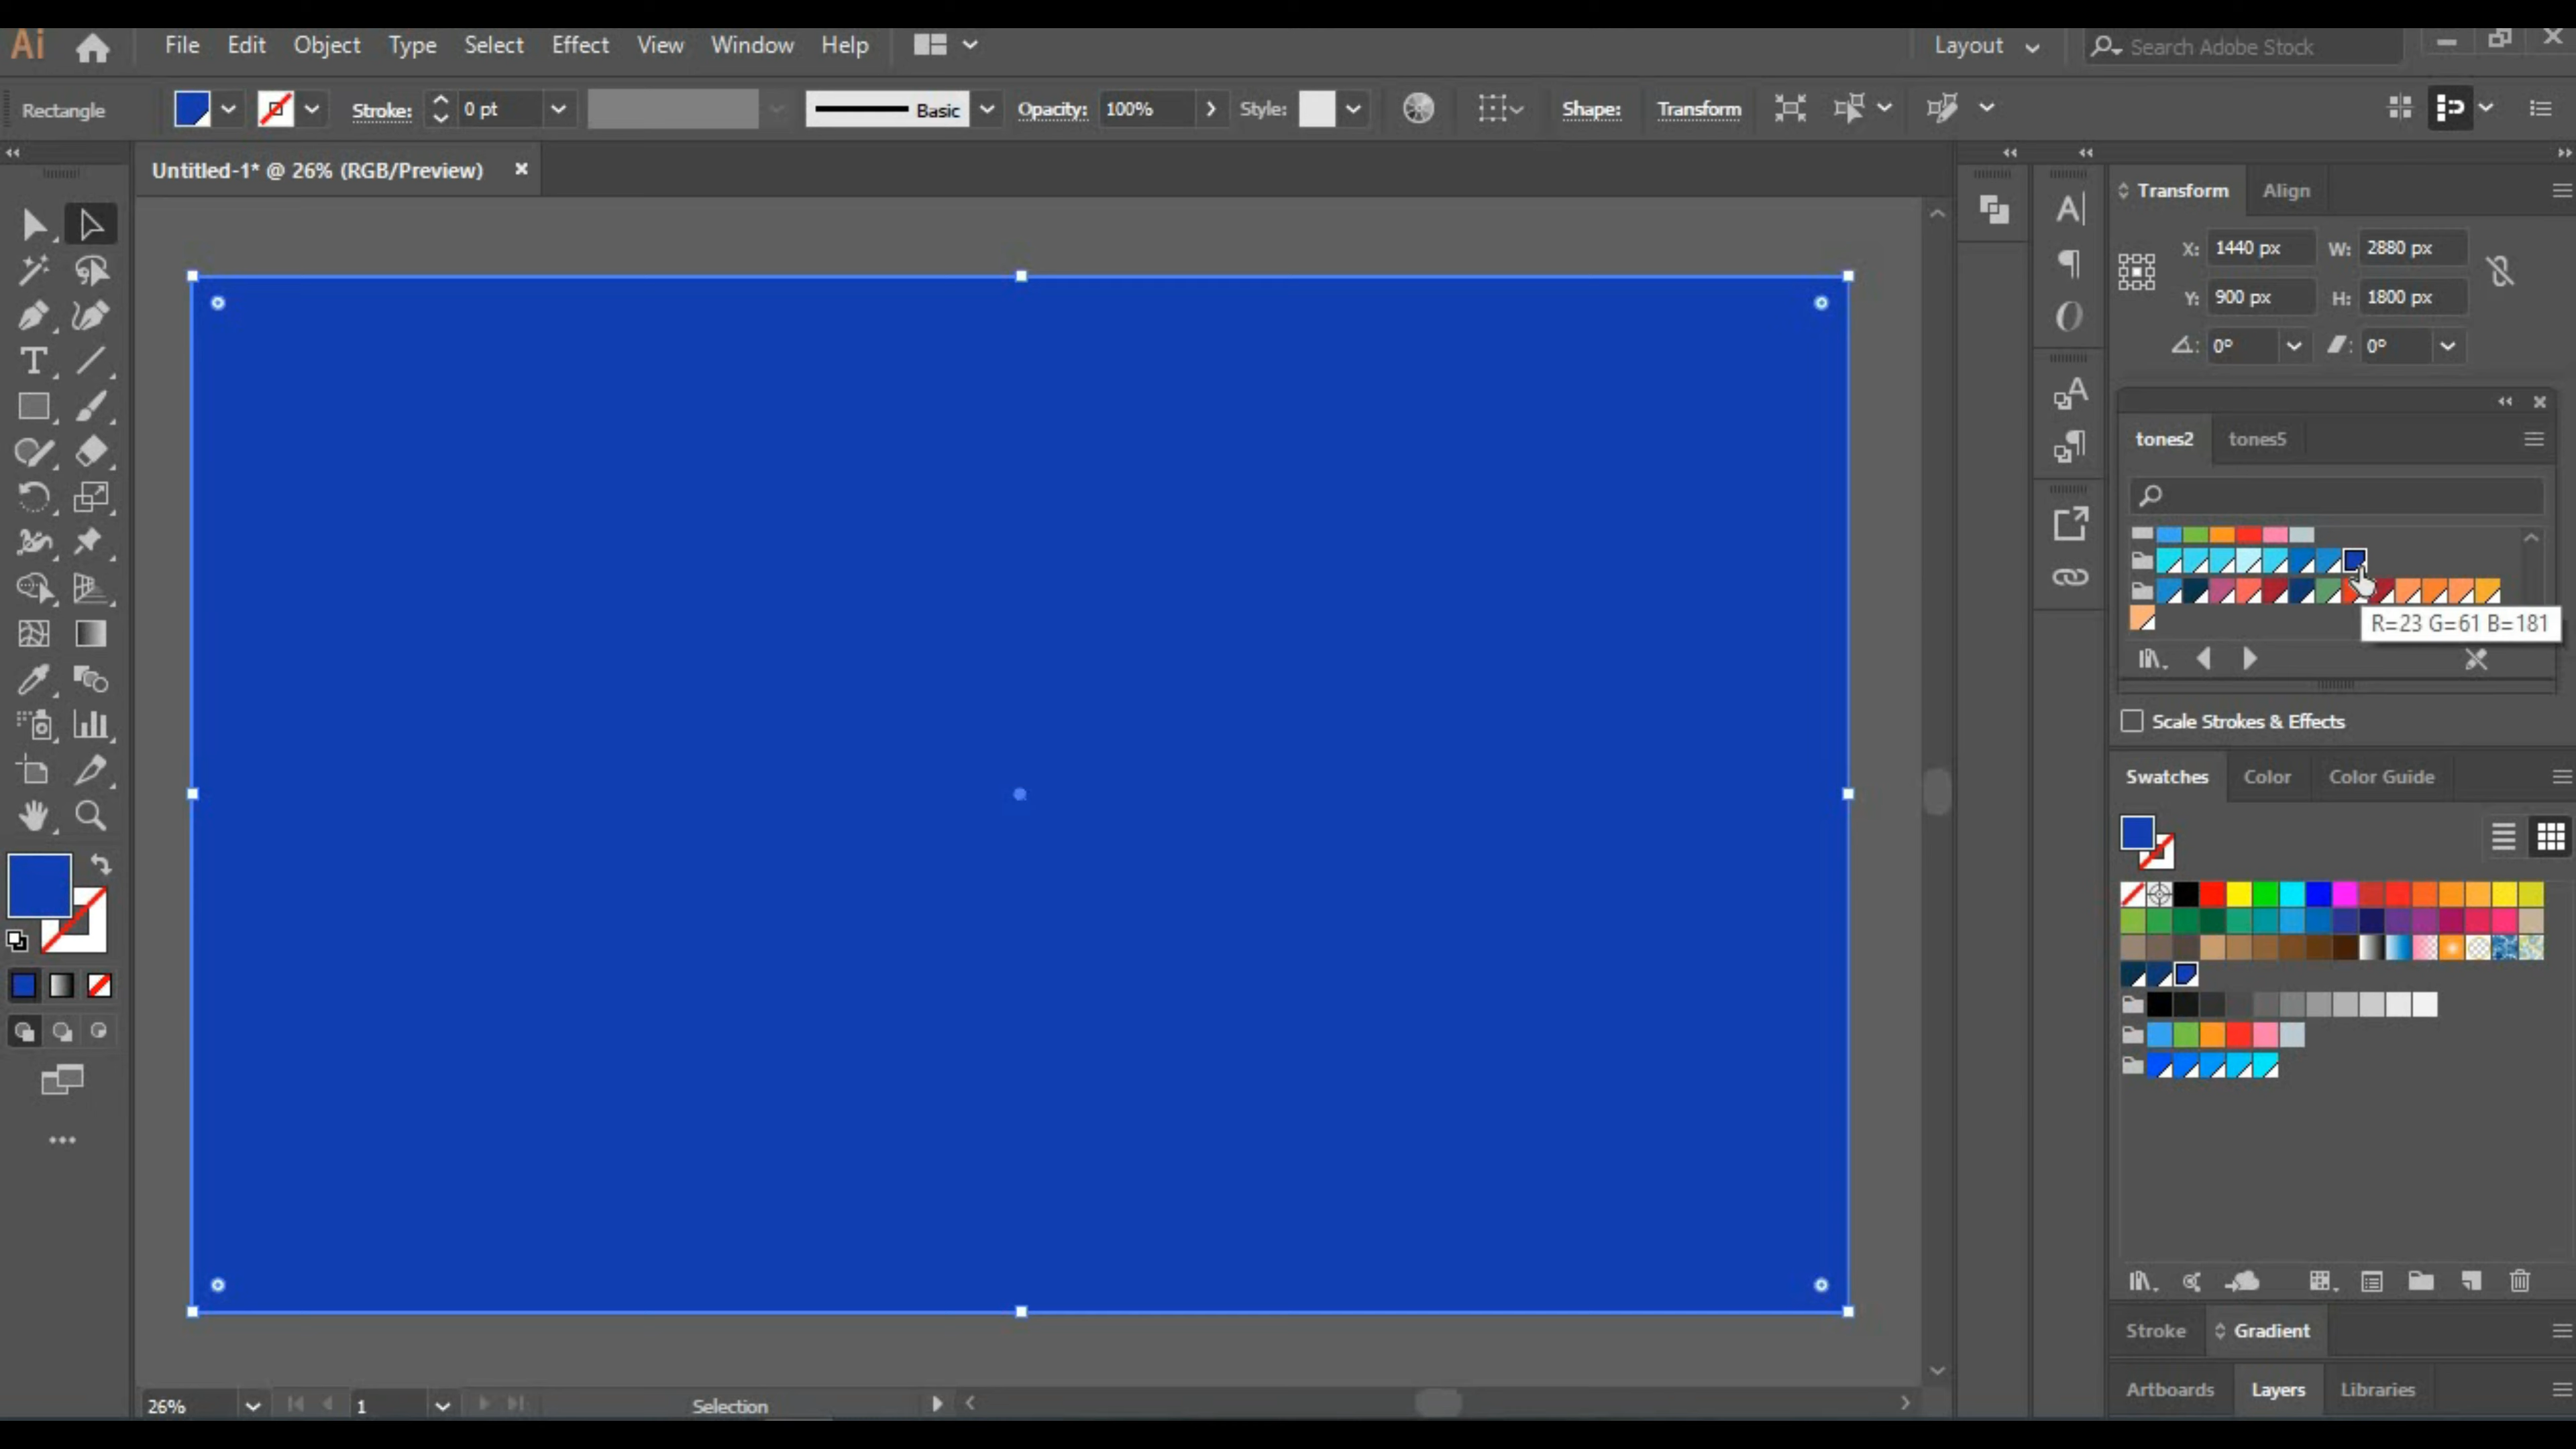 Ai File Edit Object Type Select Effect View Window Help Layout Search Adobe Stock
Rectangle Stroke: 0 pt Basic Opacity: 100% Style: Shape: Transform
Untitled-1* @ 26% (RGB/Preview)
Transform Align
X: 1440 px W: 2880 px
Y: 900 px H: 1800 px
0° 0°
tones2 tones5
R=23 G=61 B=181
Scale Strokes & Effects
Swatches Color Color Guide
Stroke Gradient
Artboards Layers Libraries
26% 1 Selection